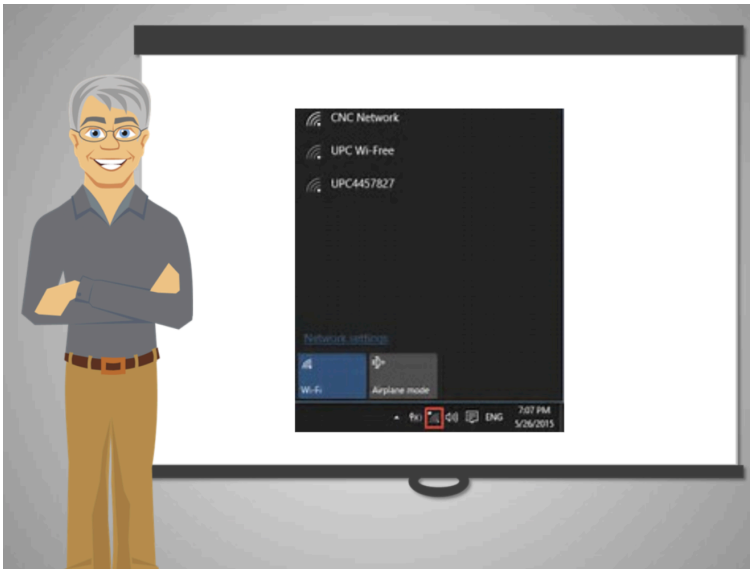 CNC Network
UPC Wi-Free
UPC4457827
Network settings
Wi-Fi
Airplane mode
ENG
7:07 PM
5/26/2015